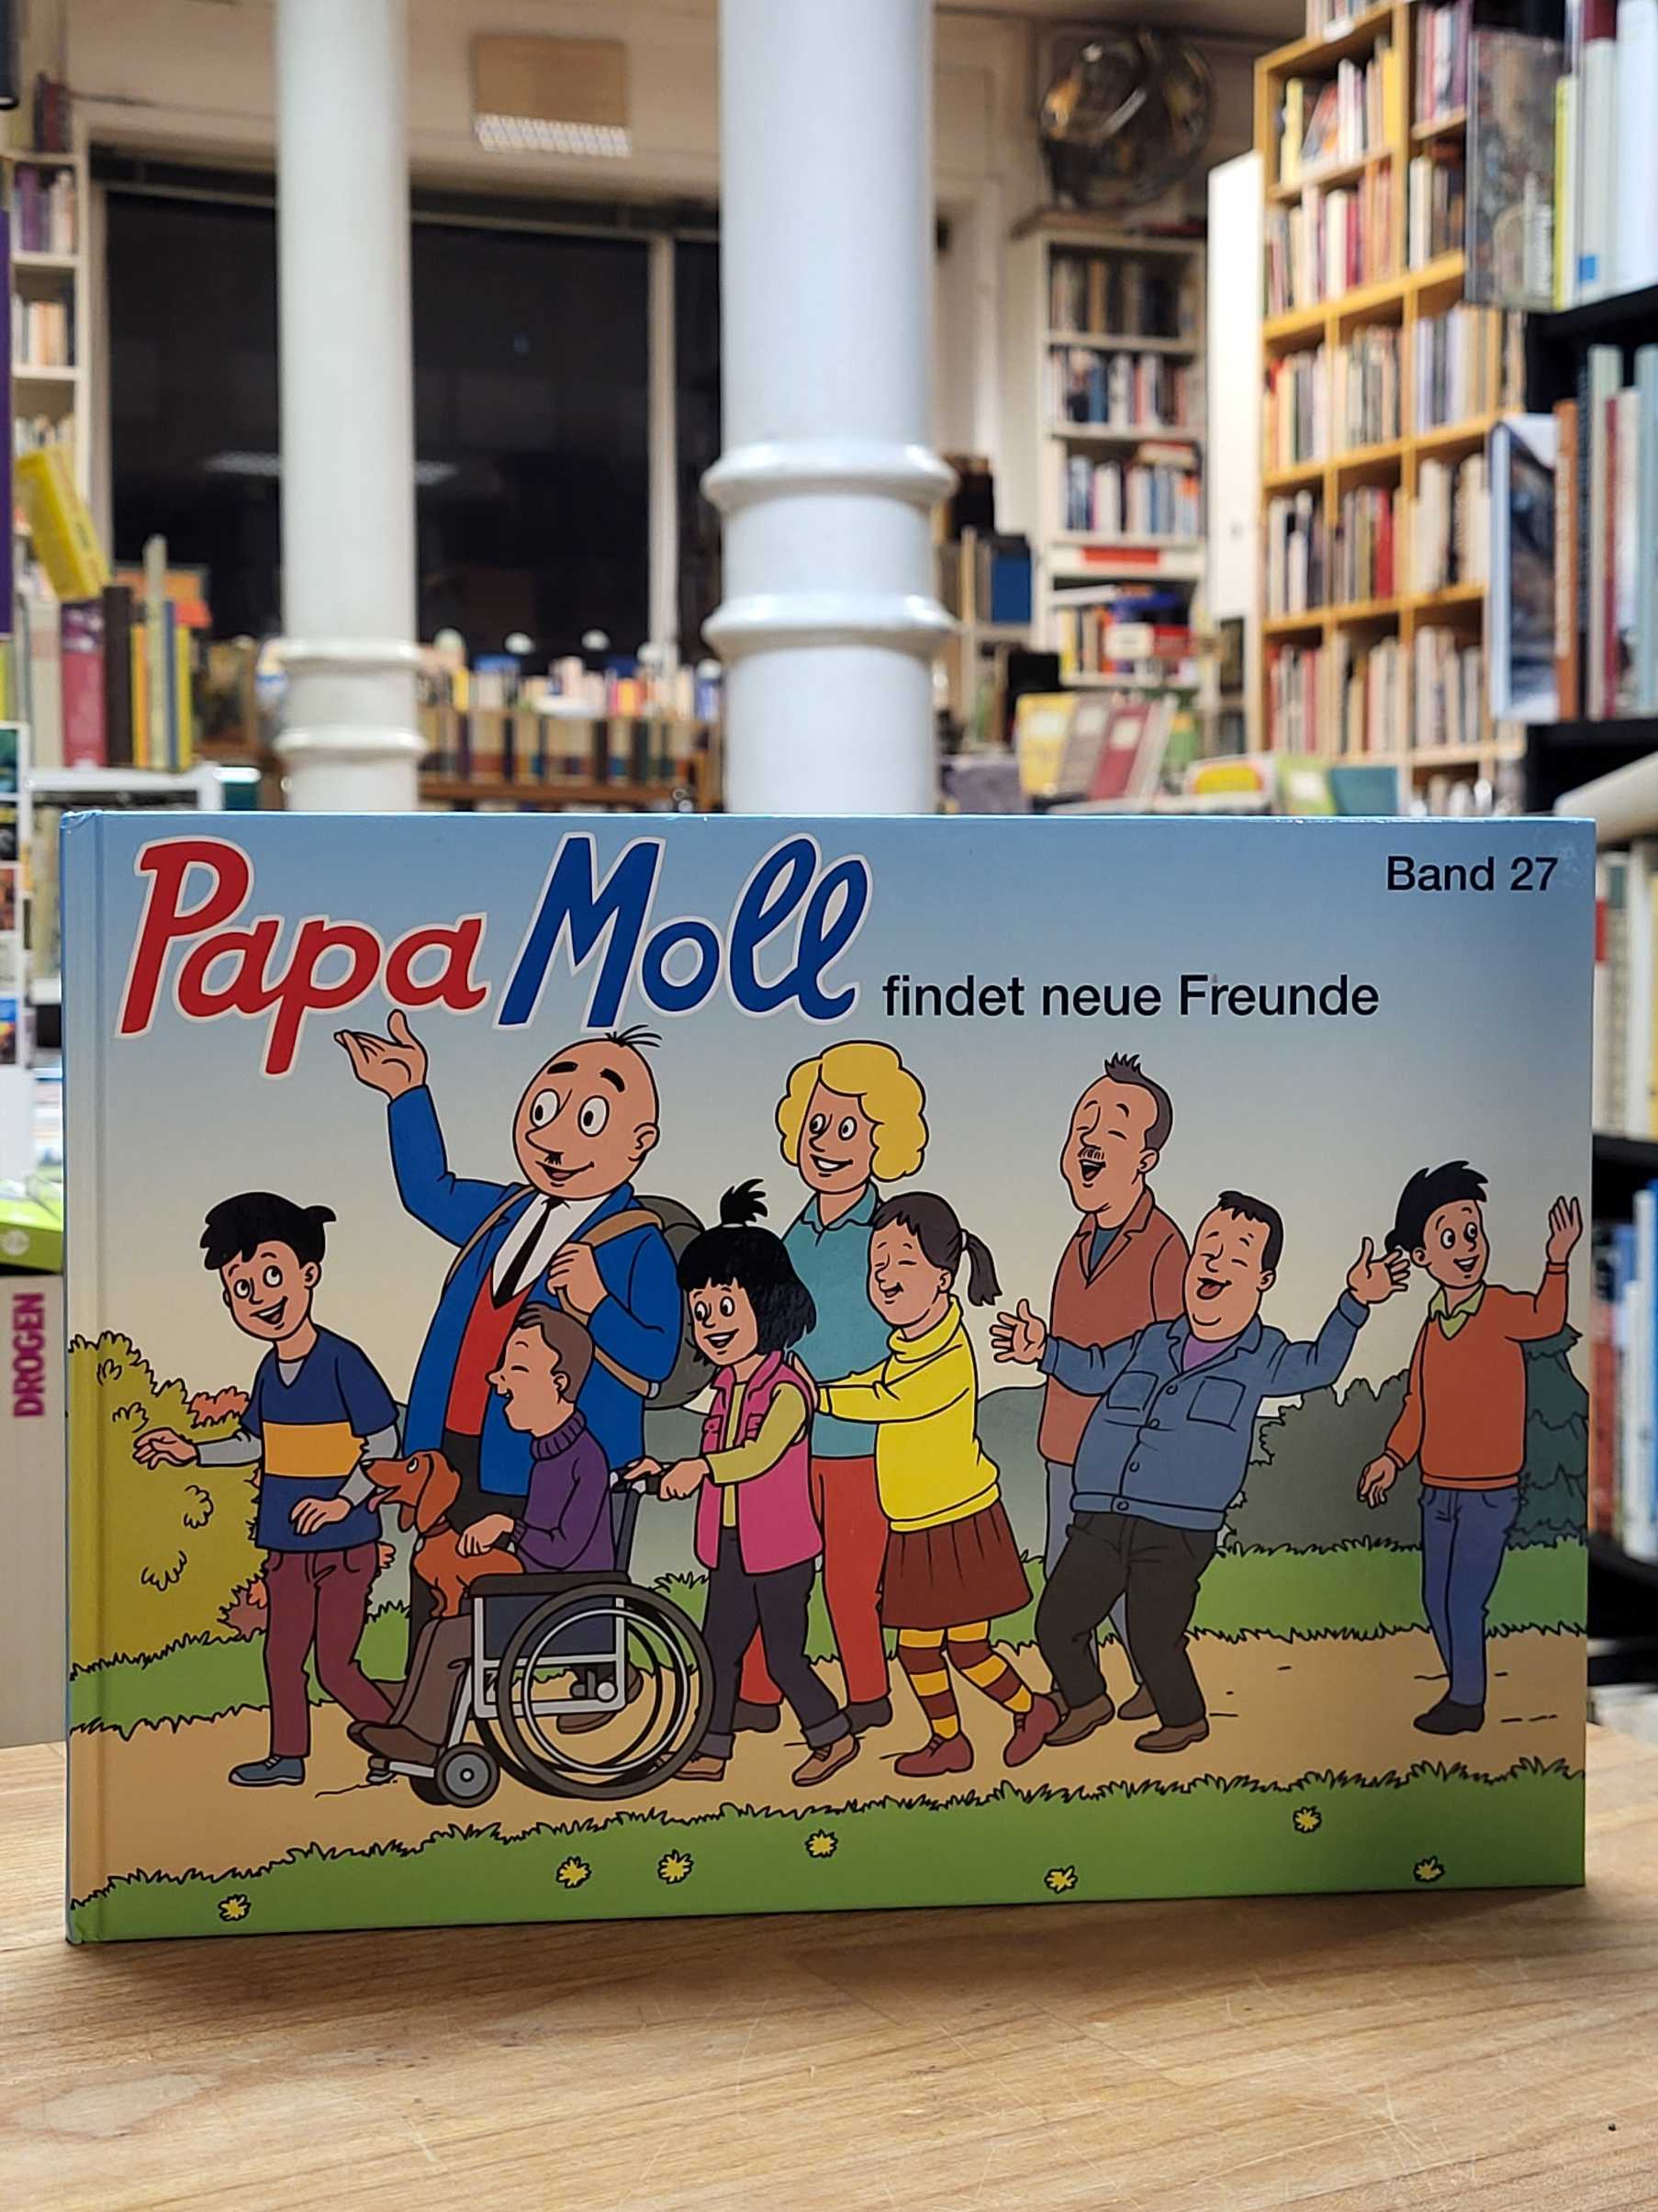 Band 27
Papa Moll findet neue Freunde
DROGEN